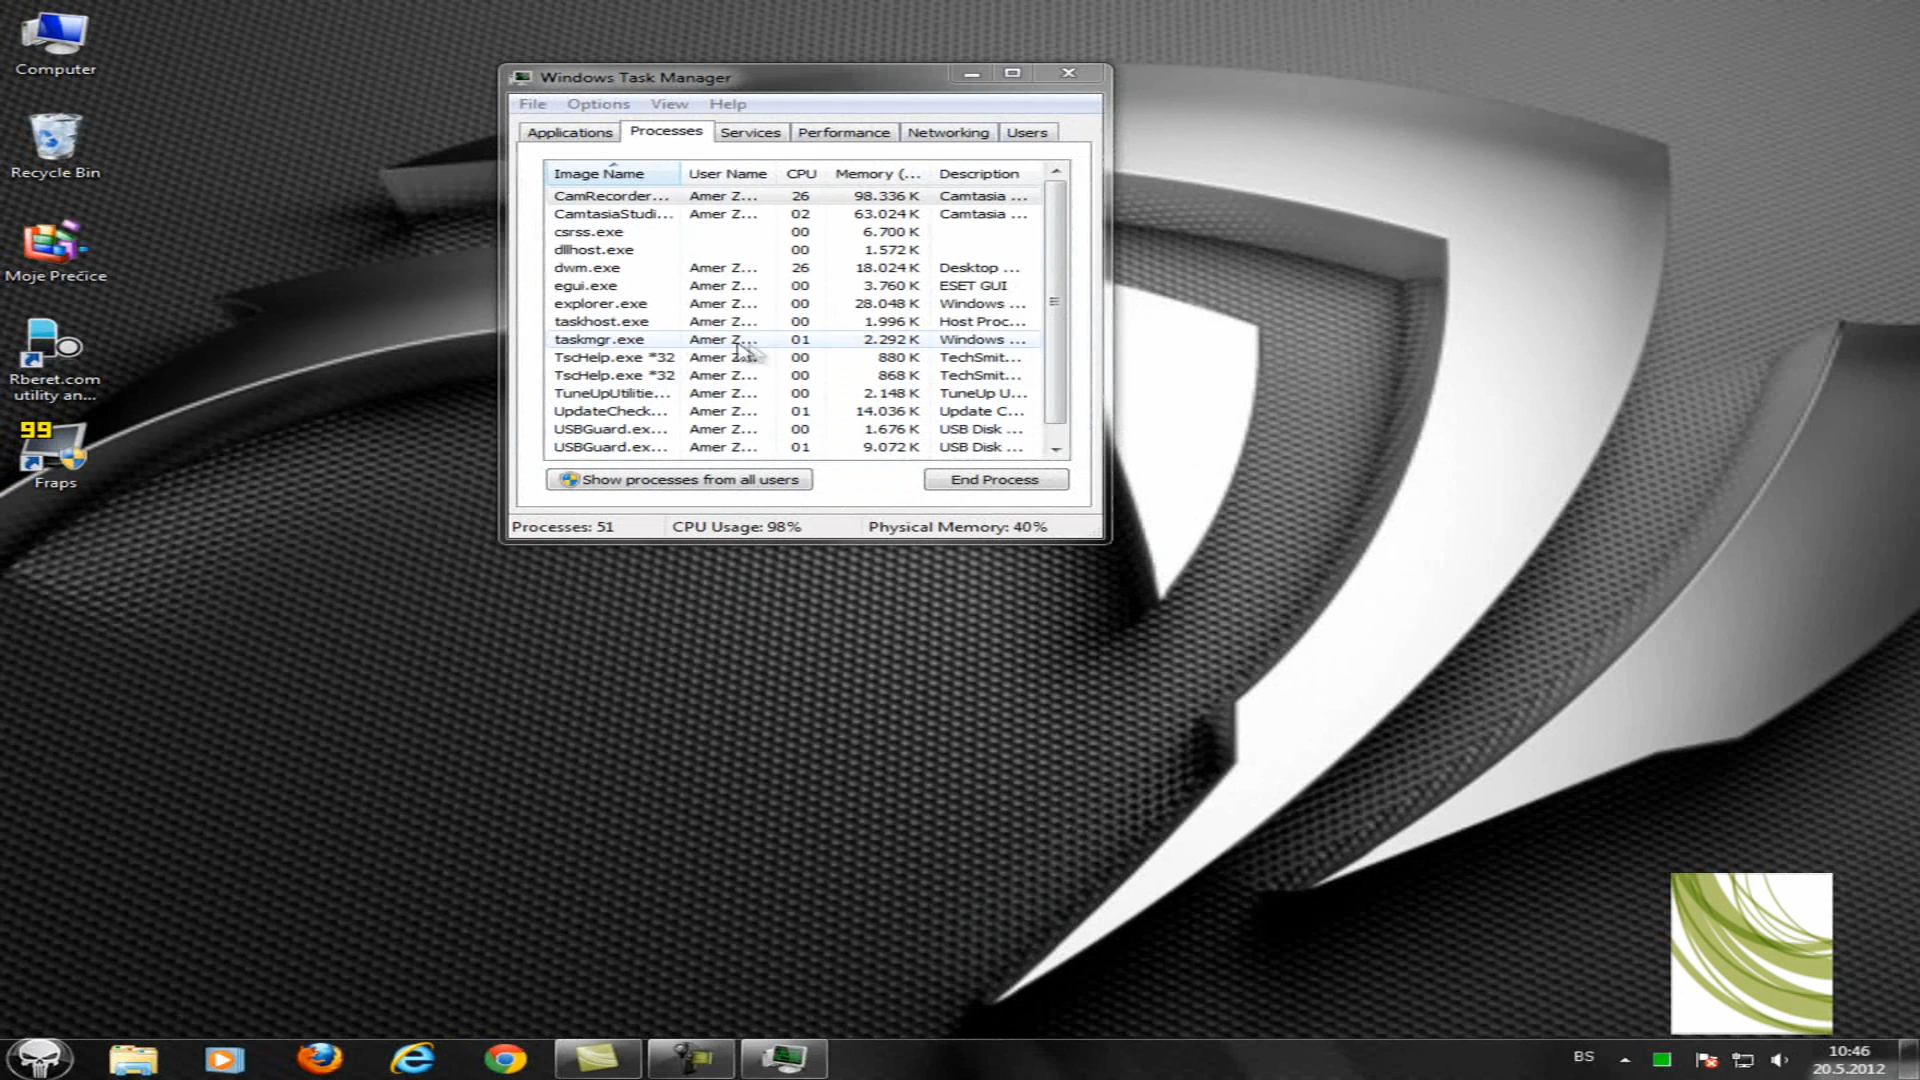 Computer
Recycle Bin
Moje Prečice
Rberet.com
utility an...
99
Fraps
Windows Task Manager
File Options View Help
Applications Processes Services Performance Networking Users
Image Name User Name CPU Memory (... Description
CamRecorder... Amer Z... 26 98.336 K Camtasia ...
CamtasiaStudi... Amer Z... 02 63.024 K Camtasia ...
csrss.exe 00 6.700 K
dllhost.exe 00 1.572 K
dwm.exe Amer Z... 26 18.024 K Desktop ...
egui.exe Amer Z... 00 3.760 K ESET GUI
explorer.exe Amer Z... 00 28.048 K Windows ...
taskhost.exe Amer Z... 00 1.996 K Host Proc...
taskmgr.exe Amer Z... 01 2.292 K Windows ...
TscHelp.exe *32 Amer Z... 00 880 K TechSmit...
TscHelp.exe *32 Amer Z... 00 868 K TechSmit...
TuneUpUtilitie... Amer Z... 00 2.148 K TuneUp U...
UpdateCheck... Amer Z... 01 14.036 K Update C...
USBGuard.ex... Amer Z... 00 1.676 K USB Disk ...
USBGuard.ex... Amer Z... 01 9.072 K USB Disk ...
Show processes from all users End Process
Processes: 51 CPU Usage: 98% Physical Memory: 40%
BS
10:46
20.5.2012